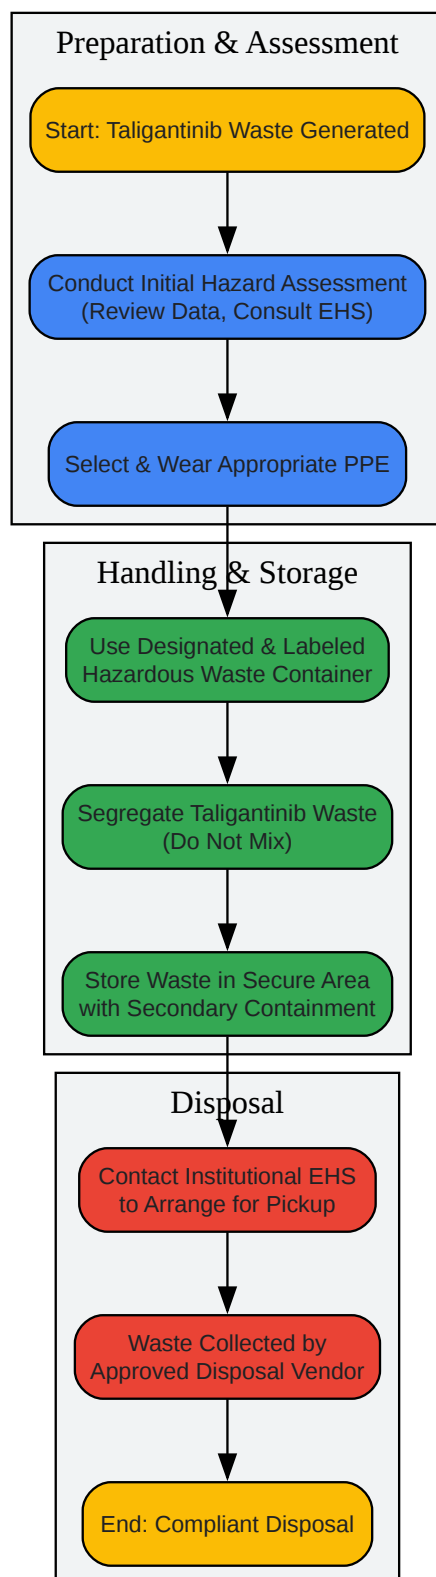 Preparation & Assessment
Start: Taligantinib Waste Generated
Conduct Initial Hazard Assessment
(Review Data, Consult EHS)
Select & Wear Appropriate PPE
Handling & Storage
Use Designated & Labeled
Hazardous Waste Container
Segregate Taligantinib Waste
(Do Not Mix)
Store Waste in Secure Area
with Secondary Containment
Disposal
Contact Institutional EHS
to Arrange for Pickup
Waste Collected by
Approved Disposal Vendor
End: Compliant Disposal